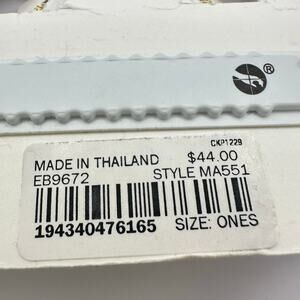 ®
CKP1229
MADE IN THAILAND $44.00
EB9672 STYLE MA551
194340476165 SIZE: ONES